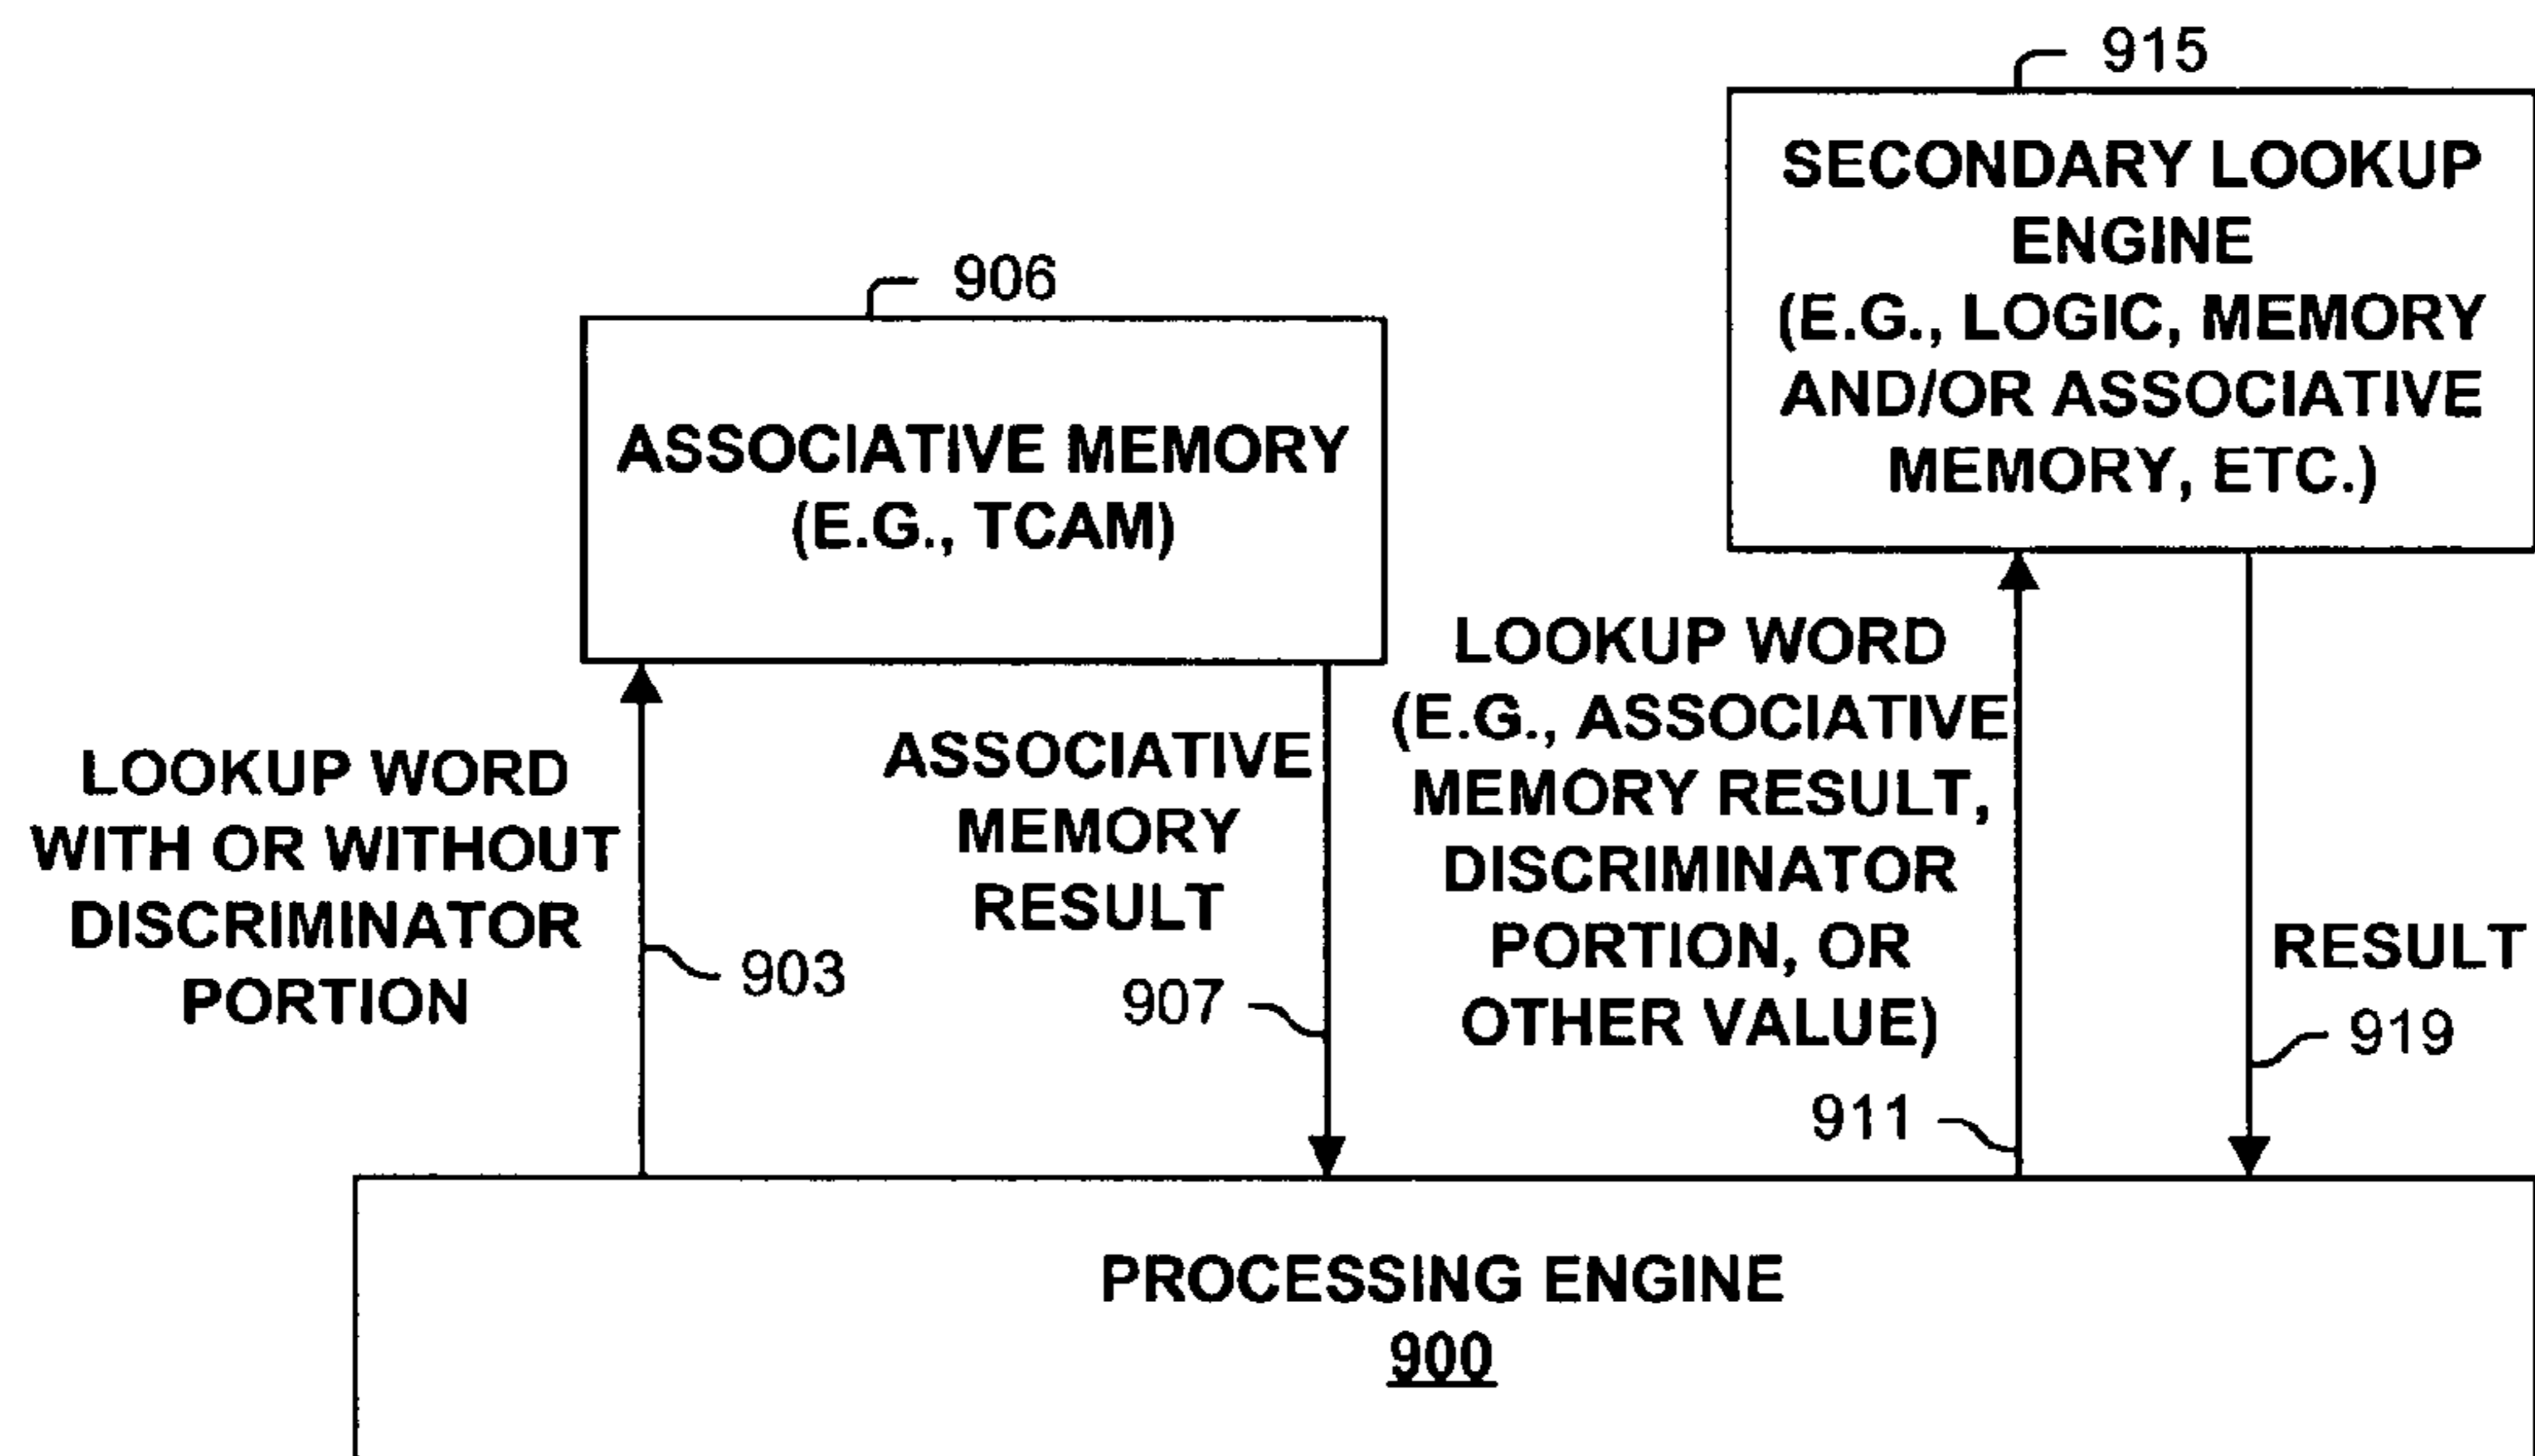 915
SECONDARY LOOKUP
ENGINE
(E.G., LOGIC, MEMORY
AND/OR ASSOCIATIVE
MEMORY, ETC.)
906
ASSOCIATIVE MEMORY
(E.G., TCAM)
LOOKUP WORD
WITH OR WITHOUT
DISCRIMINATOR
PORTION
903
ASSOCIATIVE
MEMORY
RESULT
907
LOOKUP WORD
(E.G., ASSOCIATIVE
MEMORY RESULT,
DISCRIMINATOR
PORTION, OR
OTHER VALUE)
911
RESULT
919
PROCESSING ENGINE
900